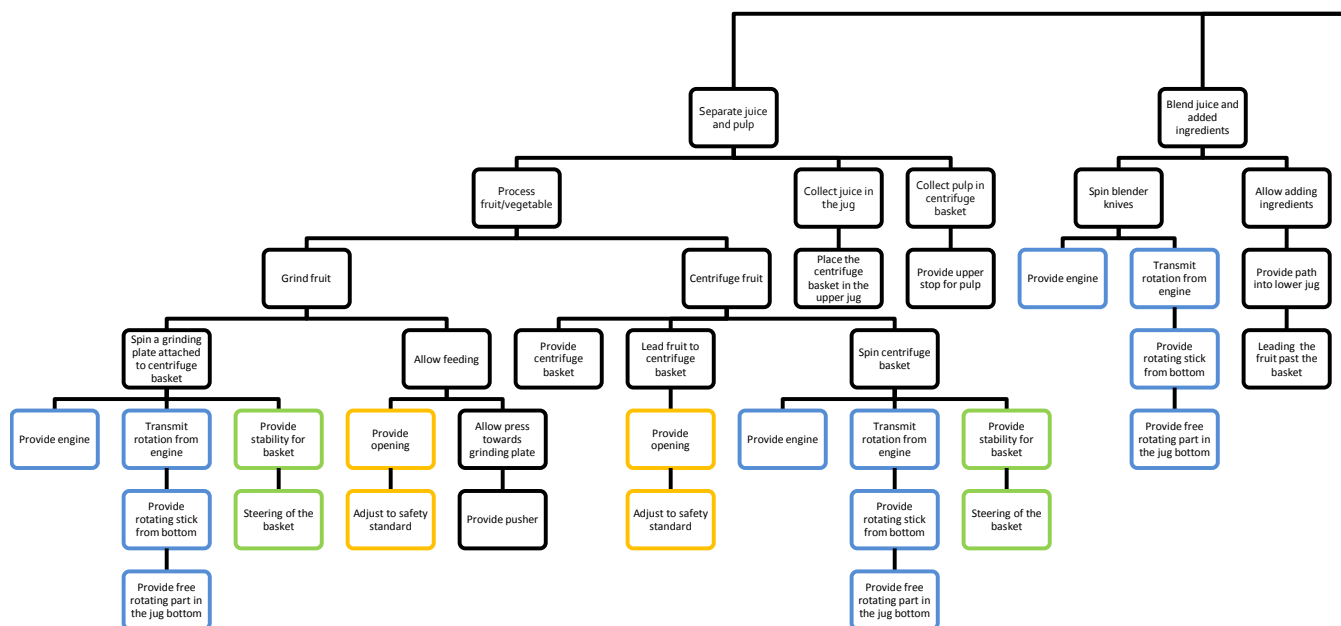 Separate juice
and pulp
Blend juice and
added
ingredients
Process
fruit/vegetable
Collect juice in
the jug
Collect pulp in
centrifuge
basket
Spin blender
knives
Allow adding
ingredients
Grind fruit
Centrifuge fruit
Place the
centrifuge
basket in the
upper jug
Provide upper
stop for pulp
Provide engine
Transmit
rotation from
engine
Provide path
into lower jug
Spin a grinding
plate attached
to centrifuge
basket
Allow feeding
Provide
centrifuge
basket
Lead fruit to
centrifuge
basket
Spin centrifuge
basket
Provide
rotating stick
from bottom
Leading the
fruit past the
basket
Provide engine
Transmit
rotation from
engine
Provide
stability for
basket
Provide
opening
Allow press
towards
grinding plate
Provide
opening
Provide engine
Transmit
rotation from
engine
Provide
stability for
basket
Provide free
rotating part in
the jug bottom
Provide
rotating stick
from bottom
Steering of the
basket
Adjust to safety
standard
Provide pusher
Adjust to safety
standard
Provide
rotating stick
from bottom
Steering of the
basket
Provide free
rotating part in
the jug bottom
Provide free
rotating part in
the jug bottom